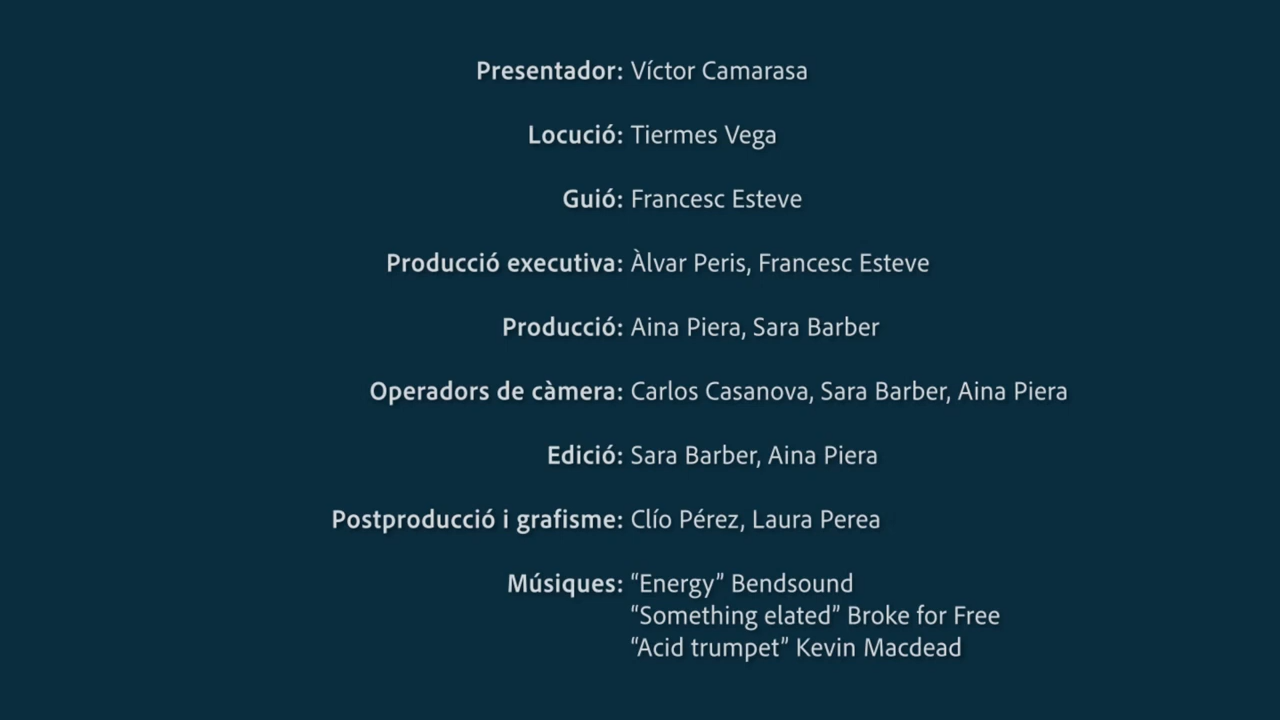 Presentador: Víctor Camarasa
Locució: Tiermes Vega
Guió: Francesc Esteve
Producció executiva: Àlvar Peris, Francesc Esteve
Producció: Aina Piera, Sara Barber
Operadors de càmera: Carlos Casanova, Sara Barber, Aina Piera
Edició: Sara Barber, Aina Piera
Postproducció i grafisme: Clío Pérez, Laura Perea
Músiques: “Energy” Bendsound
“Something elated” Broke for Free
“Acid trumpet” Kevin Macdead